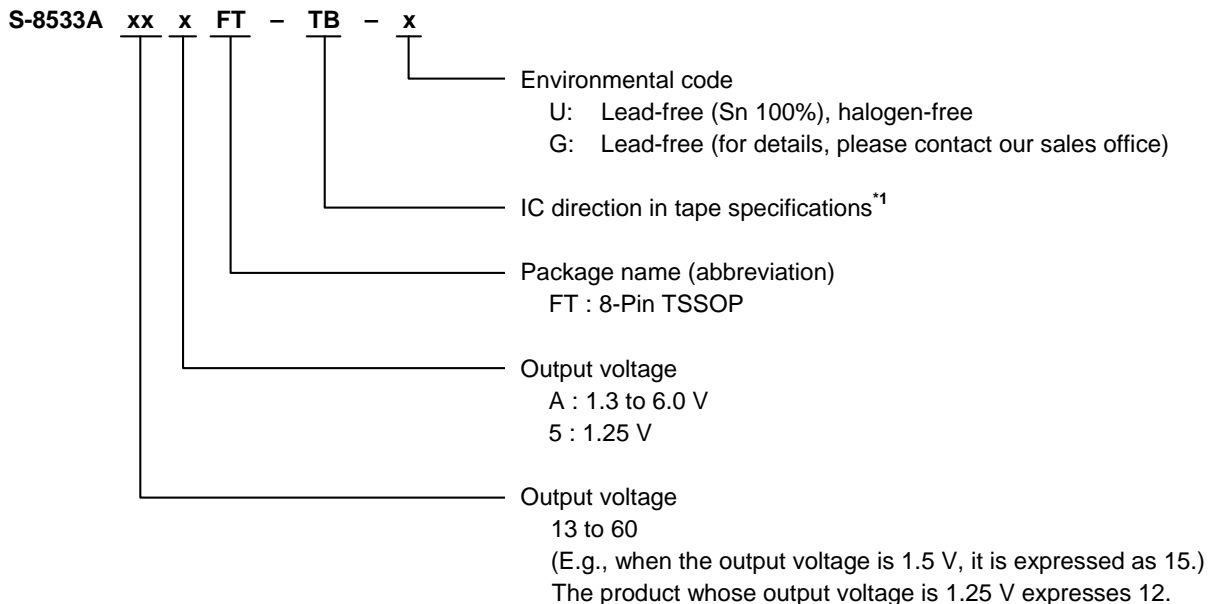 S-8533A xx x FT – TB – x
Environmental code
U: Lead-free (Sn 100%), halogen-free
G: Lead-free (for details, please contact our sales office)
IC direction in tape specifications*1
Package name (abbreviation)
FT : 8-Pin TSSOP
Output voltage
A : 1.3 to 6.0 V
5 : 1.25 V
Output voltage
13 to 60
(E.g., when the output voltage is 1.5 V, it is expressed as 15.)
The product whose output voltage is 1.25 V expresses 12.